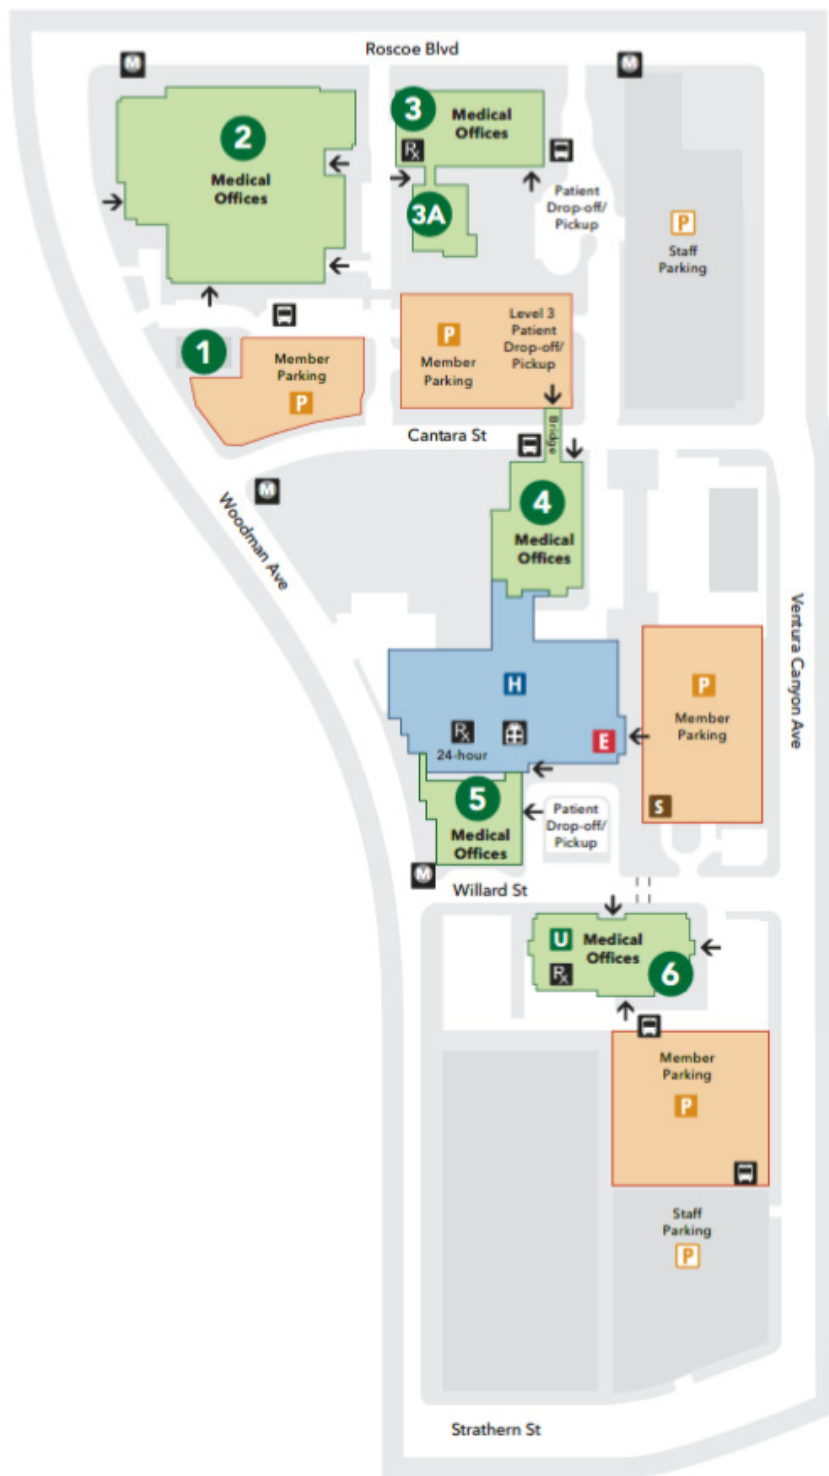 Roscoe Blvd
M
M
2
Medical
Offices
3
Medical
Offices
Rx
3A
Patient
Drop-off/
Pickup
P
Staff
Parking
1
Member
Parking
P
P
Member
Parking
Level 3
Patient
Drop-off/
Pickup
Cantara St
Bridge
M
Woodman Ave
4
Medical
Offices
Ventura Canyon Ave
H
Rx
24-hour
E
P
Member
Parking
S
5
Medical
Offices
Patient
Drop-off/
Pickup
M
Willard St
U
Medical
Offices
Rx
6
Member
Parking
P
Staff
Parking
P
Strathern St